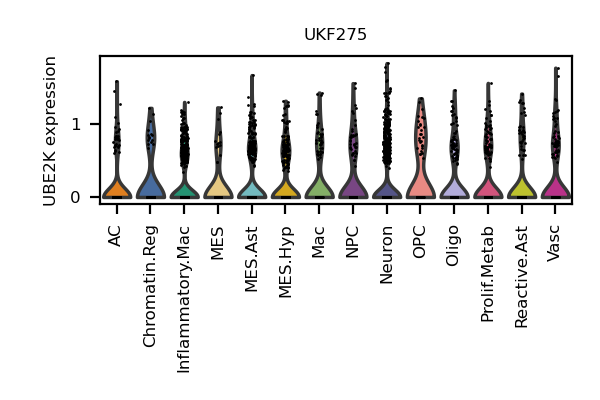 UKF275
UBE2K expression
1
0
AC
Chromatin.Reg
Inflammatory.Mac
MES
MES.Ast
MES.Hyp
Mac
NPC
Neuron
OPC
Oligo
Prolif.Metab
Reactive.Ast
Vasc